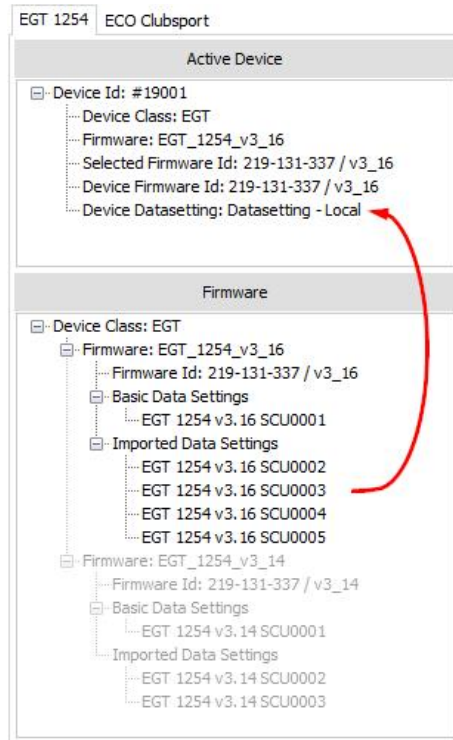 EGT 1254 ECO Clubsport
Active Device
Device Id: #19001
Device Class: EGT
Firmware: EGT_1254_v3_16
Selected Firmware Id: 219-131-337 / v3_16
Device Firmware Id: 219-131-337 / v3_16
Device Datasetting: Datasetting - Local
Firmware
Device Class: EGT
Firmware: EGT_1254_v3_16
Firmware Id: 219-131-337 / v3_16
Basic Data Settings
EGT 1254 v3.16 SCU0001
Imported Data Settings
EGT 1254 v3.16 SCU0002
EGT 1254 v3.16 SCU0003
EGT 1254 v3.16 SCU0004
EGT 1254 v3.16 SCU0005
Firmware: EGT_1254_v3_14
Firmware Id: 219-131-337 / v3_14
Basic Data Settings
EGT 1254 v3.14 SCU0001
Imported Data Settings
EGT 1254 v3.14 SCU0002
EGT 1254 v3.14 SCU0003